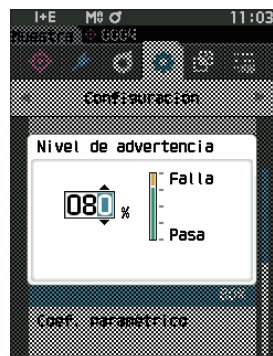 I+E M0 11:03
Muestra 0004
Configuración
Nivel de advertencia
080 %
Falla
Pasa
80%
Coef. paramétrico